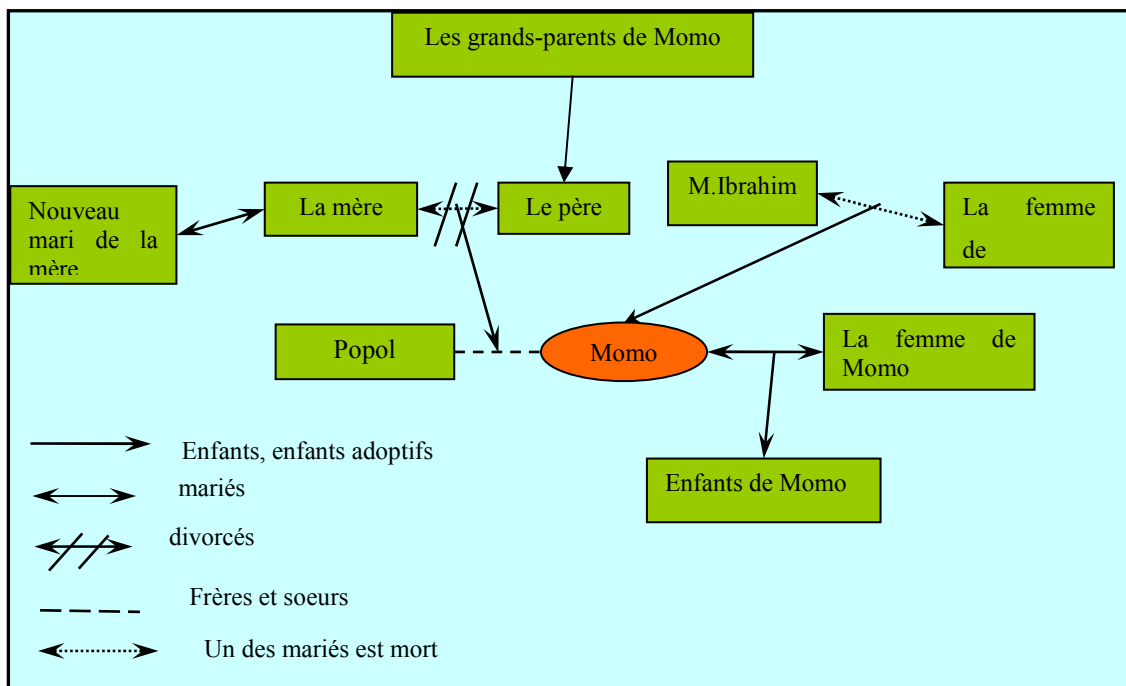 Les grands-parents de Momo
Nouveau
mari de la
mère
La mère
Le père
M.Ibrahim
La femme
de
Popol
Momo
La femme de
Momo
Enfants de Momo
Enfants, enfants adoptifs
mariés
divorcés
Frères et soeurs
Un des mariés est mort